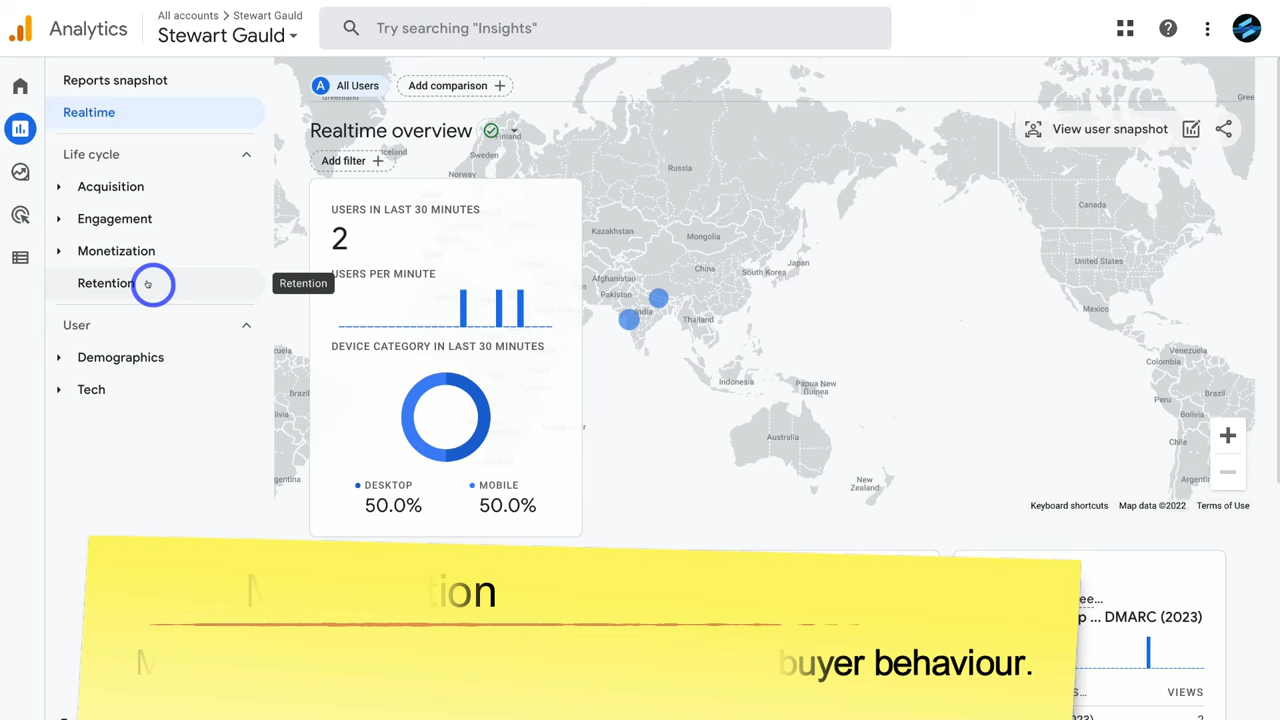 Analytics
All accounts > Stewart Gauld
Stewart Gauld
Try searching "Insights"
Reports snapshot
Realtime
Life cycle
Acquisition
Engagement
Monetization
Retention
User
Demographics
Tech
Retention
A All Users
Add comparison +
Realtime overview
Add filter +
View user snapshot
USERS IN LAST 30 MINUTES
2
USERS PER MINUTE
DEVICE CATEGORY IN LAST 30 MINUTES
DESKTOP
50.0%
MOBILE
50.0%
Greenland
Iceland
Finland
Sweden
Norway
Russia
Kazakhstan
Mongolia
Afghanistan
Pakistan
China
South Korea
Japan
India
Thailand
Indonesia
Papua New
Guinea
Australia
New
Zealand
Canada
United States
Mexico
Venezuela
Colombia
Peru
Brazil
Bolivia
Chile
Keyboard shortcuts
Map data ©2022
Terms of Use
tion
buyer behaviour.
p ... DMARC (2023)
VIEWS